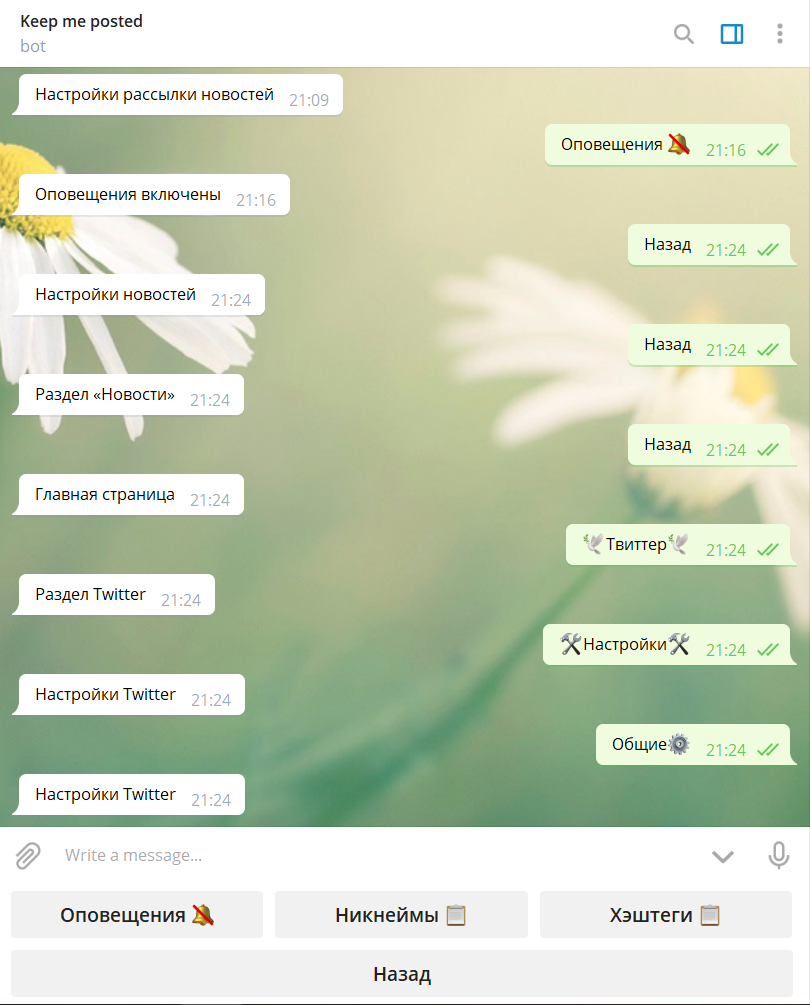 Keep me posted
bot
Настройки рассылки новостей 21:09
Оповещения 🔕 21:16
Оповещения включены 21:16
Назад 21:24
Настройки новостей 21:24
Назад 21:24
Раздел «Новости» 21:24
Назад 21:24
Главная страница 21:24
🕊Твиттер🕊 21:24
Раздел Twitter 21:24
🛠Настройки🛠 21:24
Настройки Twitter 21:24
Общие⚙ 21:24
Настройки Twitter 21:24
Write a message...
Оповещения 🔕 Никнеймы 📋 Хэштеги 📋
Назад